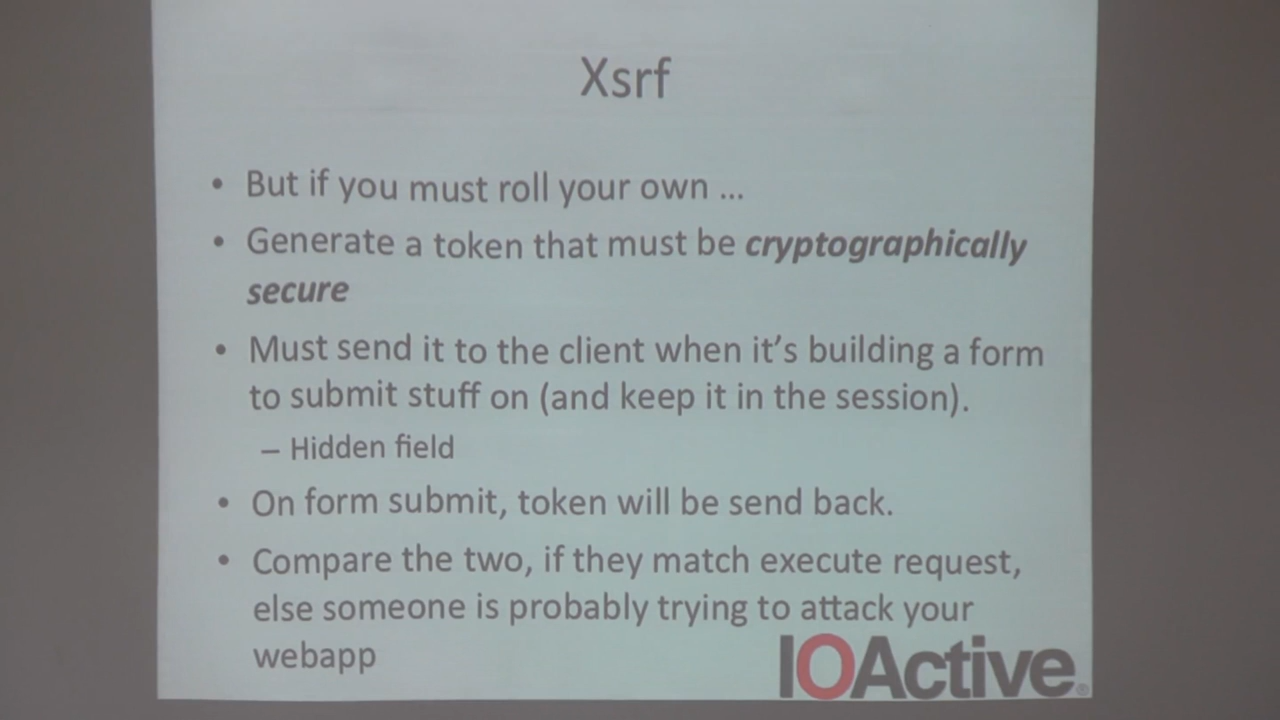 Xsrf
• But if you must roll your own ...
• Generate a token that must be cryptographically
secure
• Must send it to the client when it's building a form
to submit stuff on (and keep it in the session).
– Hidden field
• On form submit, token will be send back.
• Compare the two, if they match execute request,
else someone is probably trying to attack your
webapp
IOActive®